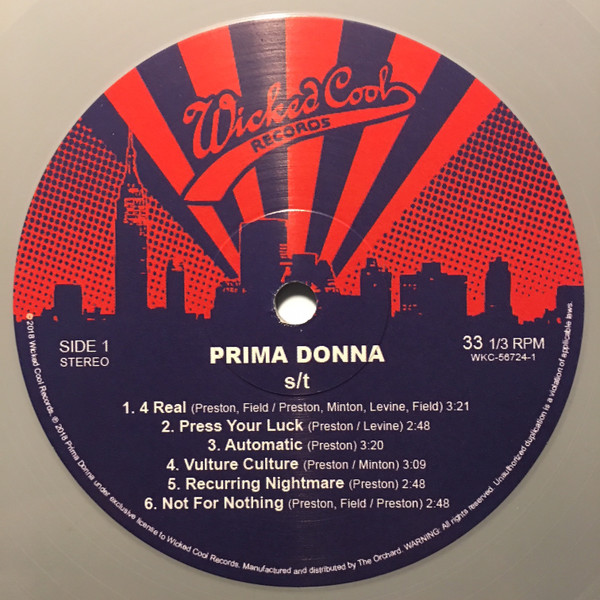 Wicked Cool
RECORDS
SIDE 1
STEREO
33 1/3 RPM
WKC-56724-1
PRIMA DONNA
s/t
1. 4 Real (Preston, Field / Preston, Minton, Levine, Field) 3:21
2. Press Your Luck (Preston / Levine) 2:48
3. Automatic (Preston) 3:20
4. Vulture Culture (Preston / Minton) 3:09
5. Recurring Nightmare (Preston) 2:48
6. Not For Nothing (Preston, Field / Preston) 2:48
©2018 Wicked Cool Records. ℗ 2018 Prima Donna under exclusive license to Wicked Cool Records. Manufactured and distributed by The Orchard. WARNING: All rights reserved. Unauthorized duplication is a violation of applicable laws.